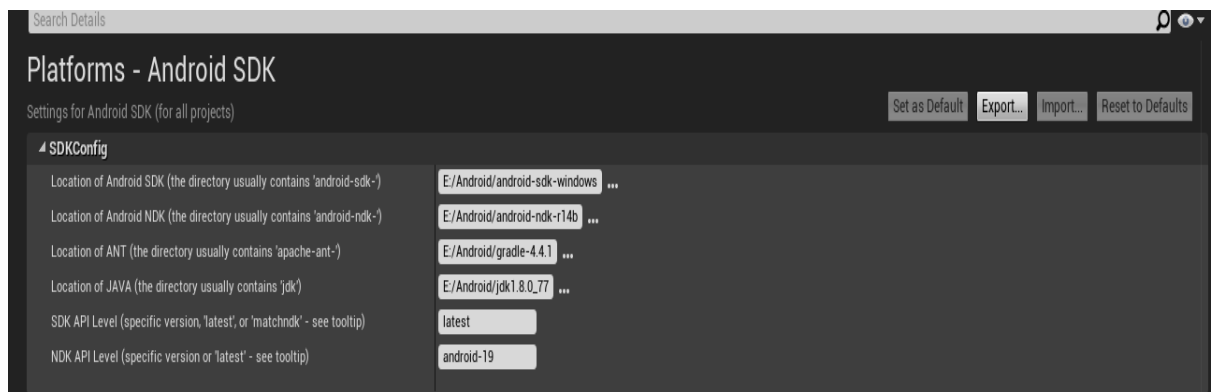 Search Details
Platforms - Android SDK
Settings for Android SDK (for all projects)
Set as Default Export... Import... Reset to Defaults
SDKConfig
Location of Android SDK (the directory usually contains 'android-sdk-') E:/Android/android-sdk-windows ...
Location of Android NDK (the directory usually contains 'android-ndk-') E:/Android/android-ndk-r14b ...
Location of ANT (the directory usually contains 'apache-ant-') E:/Android/gradle-4.4.1 ...
Location of JAVA (the directory usually contains 'jdk') E:/Android/jdk1.8.0_77 ...
SDK API Level (specific version, 'latest', or 'matchndk' - see tooltip) latest
NDK API Level (specific version or 'latest' - see tooltip) android-19